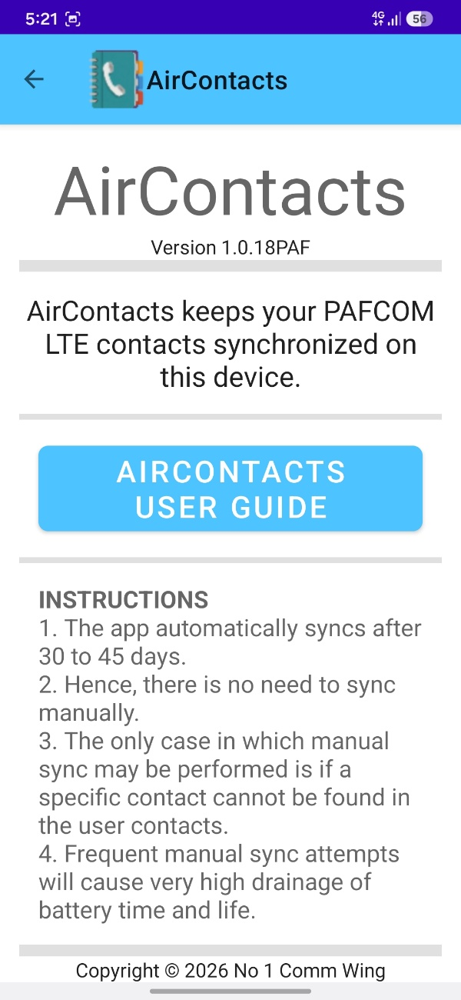 5:21
4G
56
AirContacts
AirContacts
Version 1.0.18PAF
AirContacts keeps your PAFCOM
LTE contacts synchronized on
this device.
AIRCONTACTS
USER GUIDE
INSTRUCTIONS
1. The app automatically syncs after
30 to 45 days.
2. Hence, there is no need to sync
manually.
3. The only case in which manual
sync may be performed is if a
specific contact cannot be found in
the user contacts.
4. Frequent manual sync attempts
will cause very high drainage of
battery time and life.
Copyright © 2026 No 1 Comm Wing